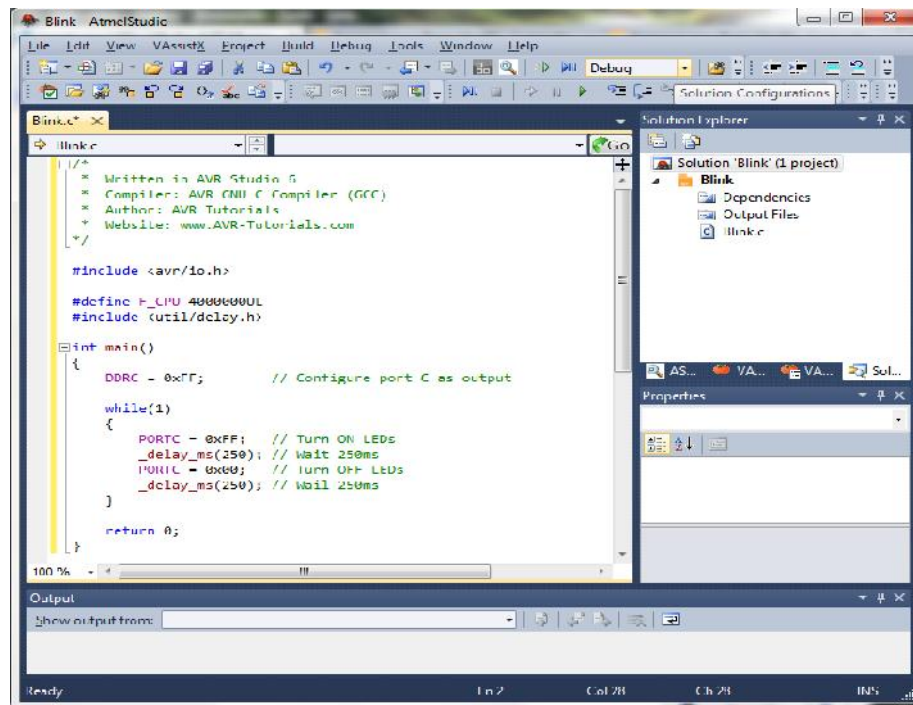 Blink - AtmelStudio
File Edit View VAssistX Project Build Debug Tools Window Help
Debug
Solution Configurations
Blink.c*
Blink.c
Go
/*
* Written in AVR Studio 5
* Compiler: AVR GNU C Compiler (GCC)
* Author: AVR Tutorials
* Website: www.AVR-Tutorials.com
*/
#include <avr/io.h>
#define F_CPU 4000000UL
#include <util/delay.h>
int main()
{
DDRC = 0xFF; // Configure port C as output
while(1)
{
PORTC = 0xFF; // Turn ON LEDs
_delay_ms(250); // Wait 250ms
PORTC = 0x00; // Turn OFF LEDs
_delay_ms(250); // Wait 250ms
}
return 0;
}
100 %
Solution Explorer
Solution 'Blink' (1 project)
Blink
Dependencies
Output Files
Blink.c
AS... VA... VA... Sol...
Properties
Output
Show output from:
Ready Ln 2 Col 28 Ch 28 INS